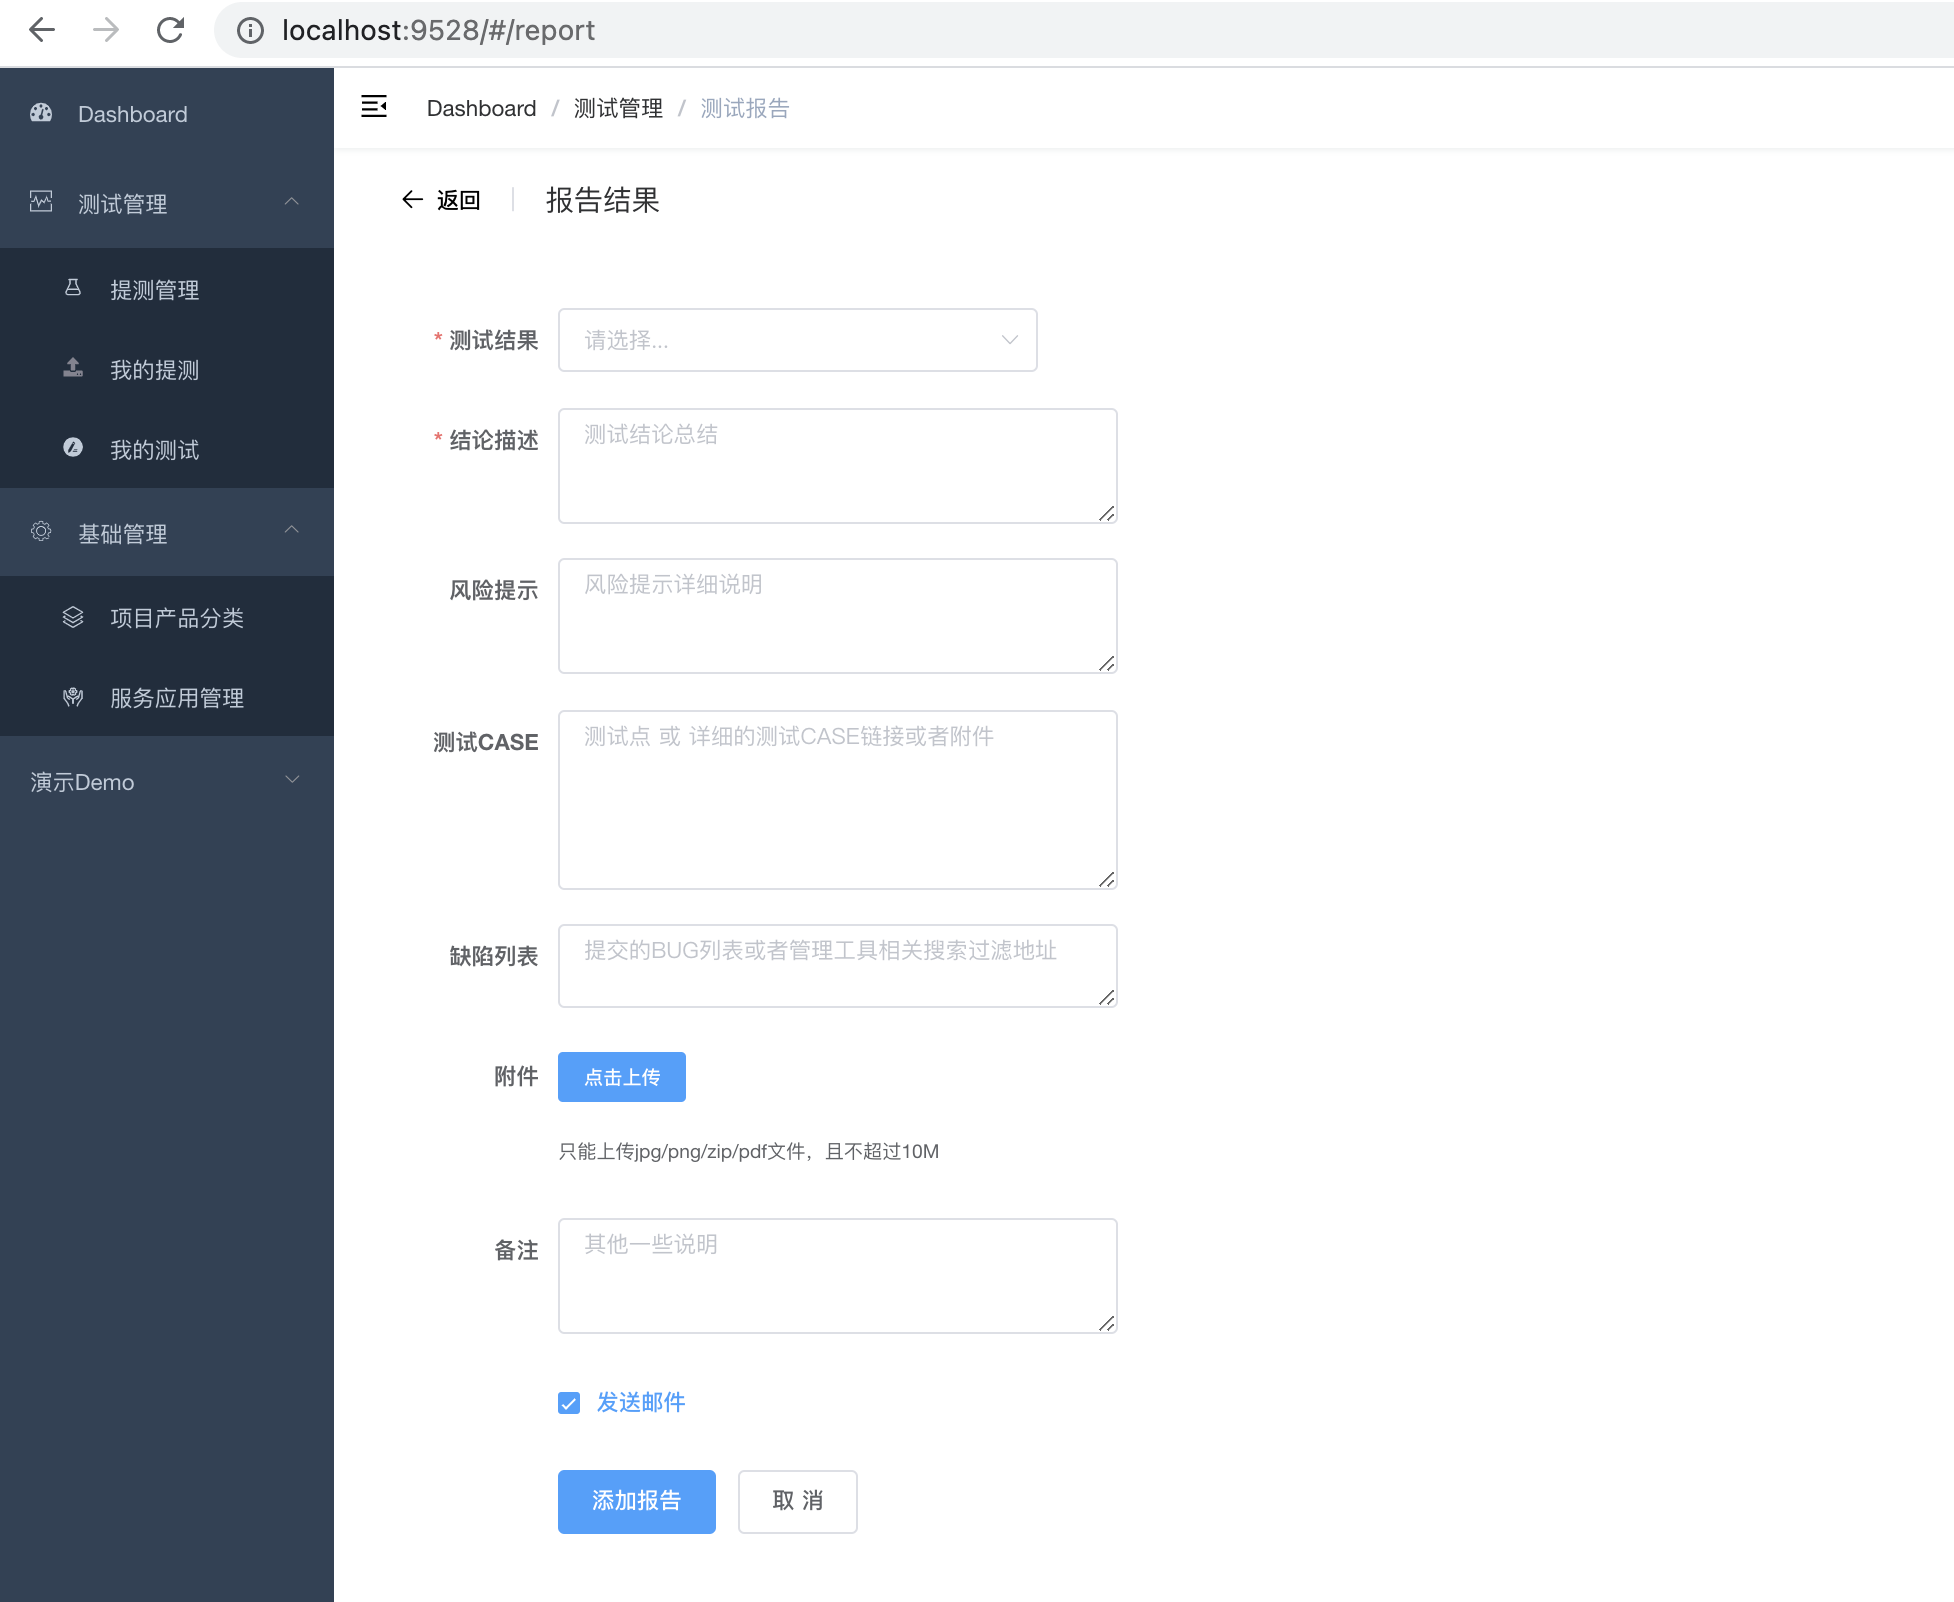 localhost:9528/#/report
Dashboard
测试管理
提测管理
我的提测
我的测试
基础管理
项目产品分类
服务应用管理
演示Demo
Dashboard / 测试管理 / 测试报告
返回 报告结果
* 测试结果 请选择...
* 结论描述 测试结论总结
风险提示 风险提示详细说明
测试CASE 测试点 或 详细的测试CASE链接或者附件
缺陷列表 提交的BUG列表或者管理工具相关搜索过滤地址
附件 点击上传
只能上传jpg/png/zip/pdf文件，且不超过10M
备注 其他一些说明
发送邮件
添加报告 取 消